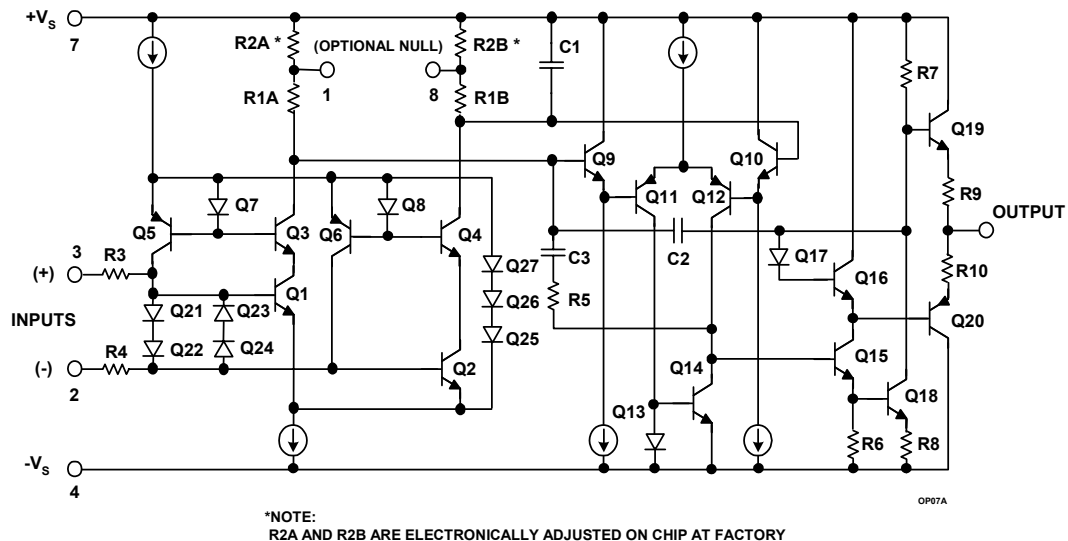 +VS
7
R2A *
(OPTIONAL NULL)
R2B *
C1
1
8
R1A
R1B
R7
Q19
Q9
Q10
Q11
Q12
R9
OUTPUT
Q7
Q8
Q5
Q3
Q6
Q4
3
(+)
R3
Q27
C3
C2
Q17
Q16
R10
Q1
Q26
R5
Q20
INPUTS
Q21
Q23
Q25
Q22
Q24
R4
(-)
2
Q2
Q14
Q15
Q18
Q13
R6
R8
-VS
4
OP07A
*NOTE:
R2A AND R2B ARE ELECTRONICALLY ADJUSTED ON CHIP AT FACTORY